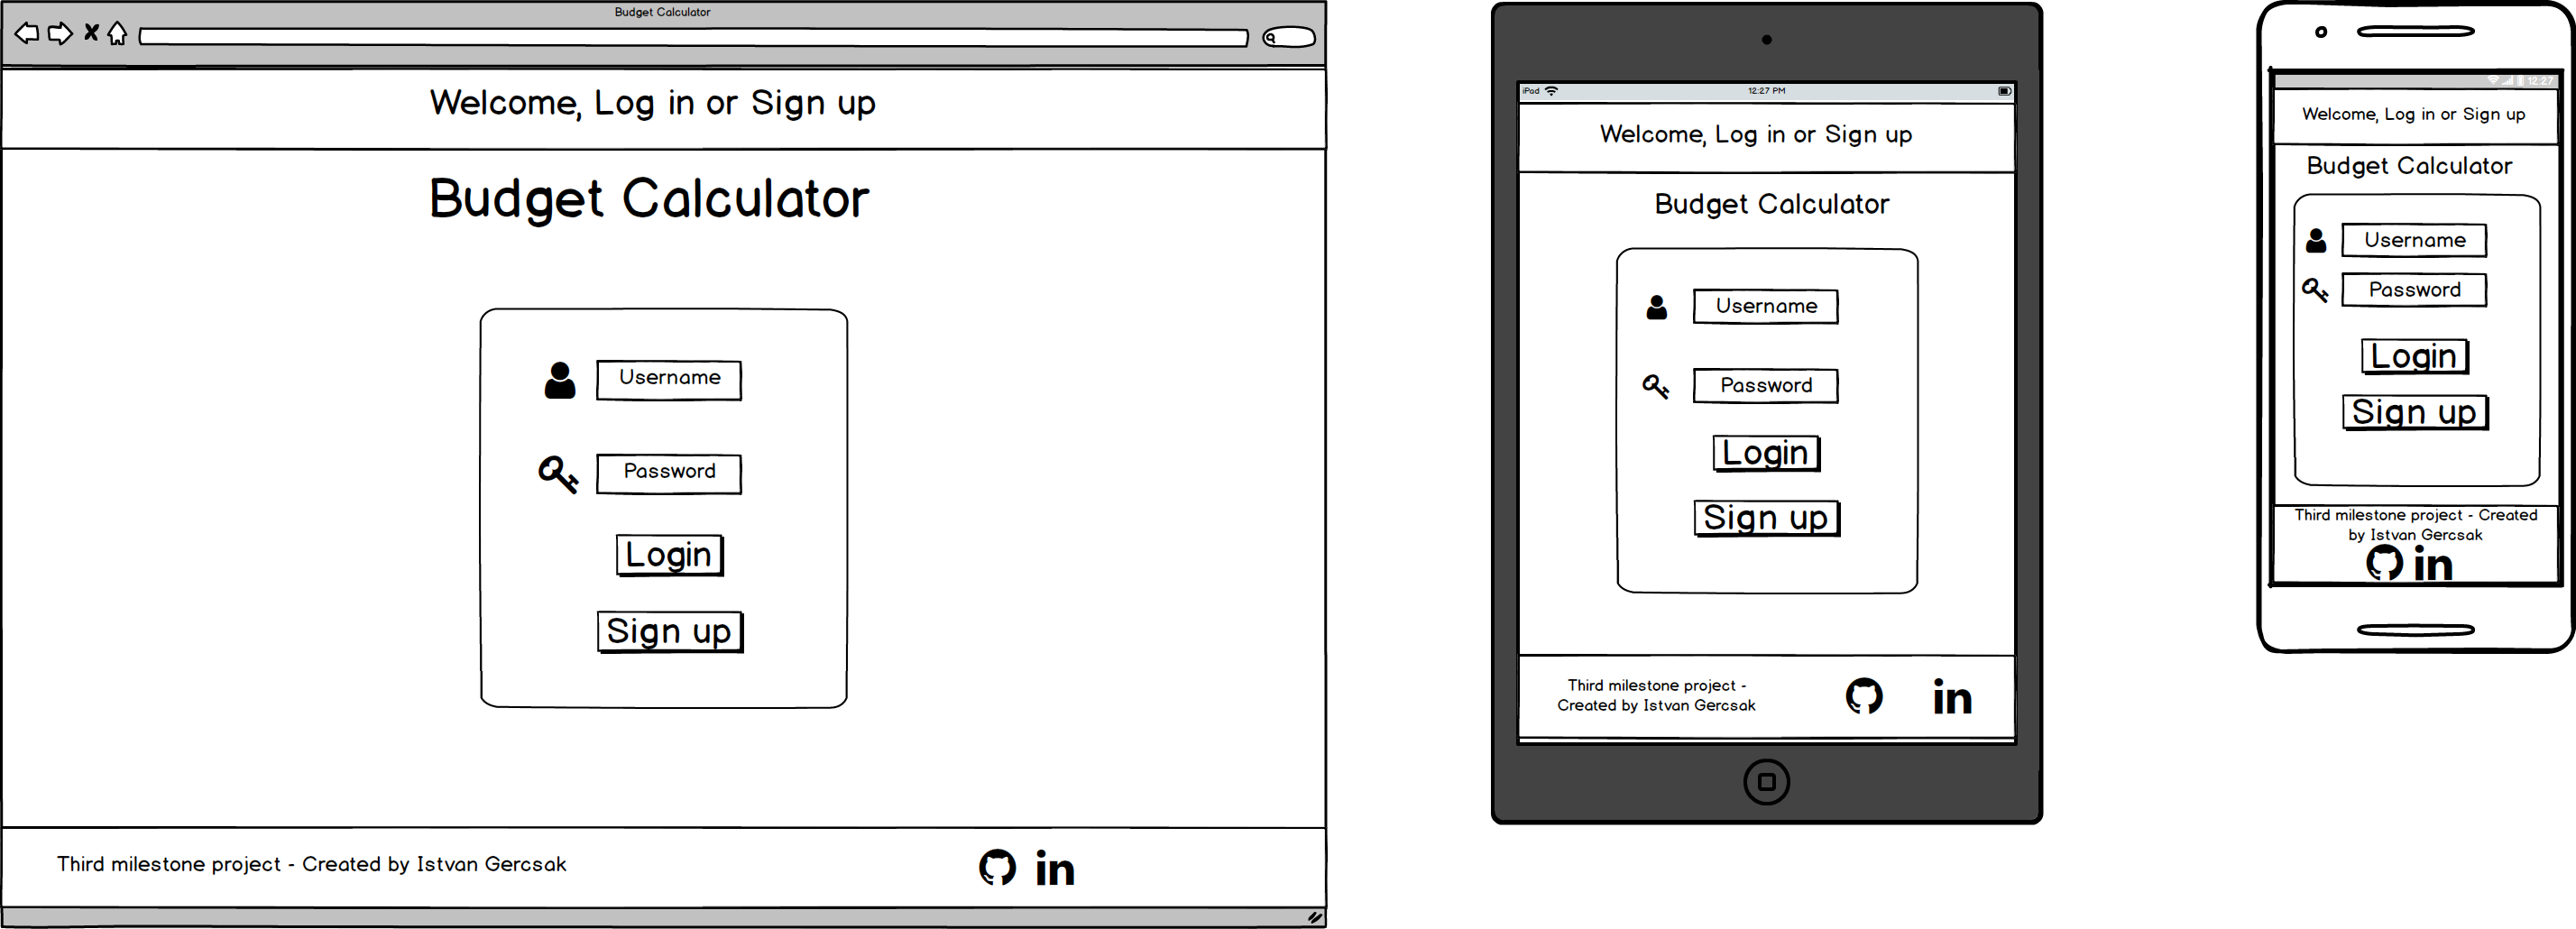 Budget Calculator
Welcome, Log in or Sign up
Budget Calculator
Username
Password
Login
Sign up
Third milestone project - Created by Istvan Gercsak
in
iPad
12:27 PM
Welcome, Log in or Sign up
Budget Calculator
Username
Password
Login
Sign up
Third milestone project -
Created by Istvan Gercsak
in
12:27
Welcome, Log in or Sign up
Budget Calculator
Username
Password
Login
Sign up
Third milestone project - Created
by Istvan Gercsak
in